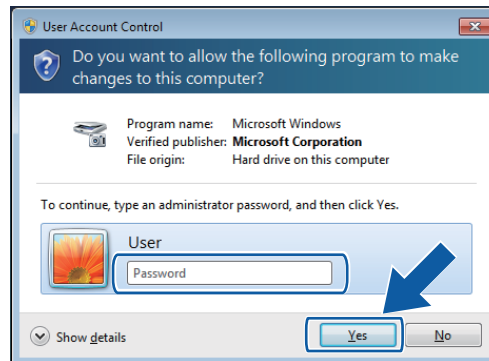 User Account Control
Do you want to allow the following program to make
changes to this computer?
Program name: Microsoft Windows
Verified publisher: Microsoft Corporation
File origin: Hard drive on this computer
To continue, type an administrator password, and then click Yes.
User
Password
Show details
Yes No